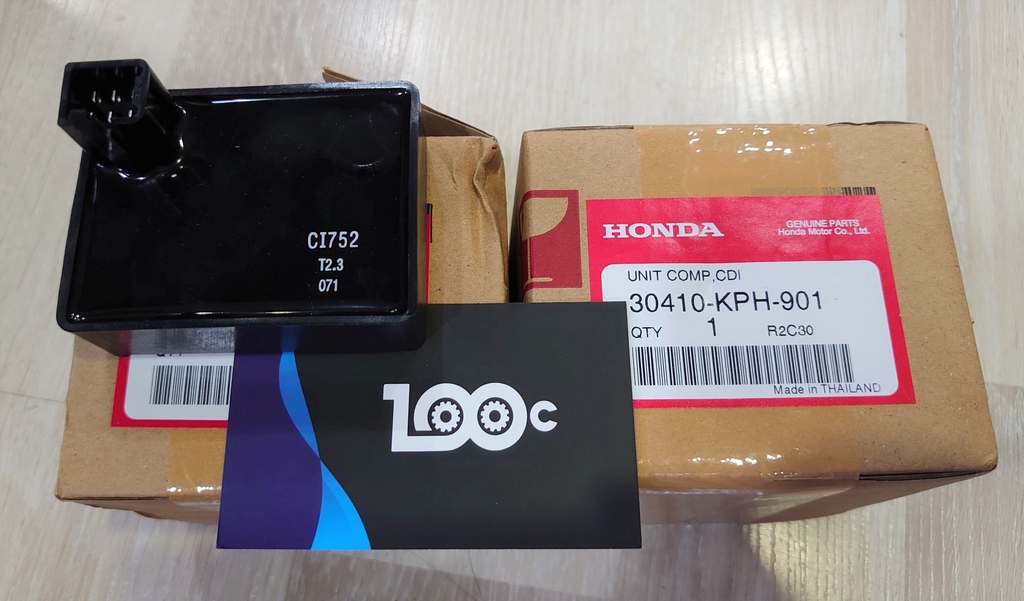 CI752
T2.3
071
HONDA
GENUINE PARTS
Honda Motor Co., Ltd.
UNIT COMP,CDI
30410-KPH-901
QTY 1 R2C30
Made in THAILAND
QTY
100c